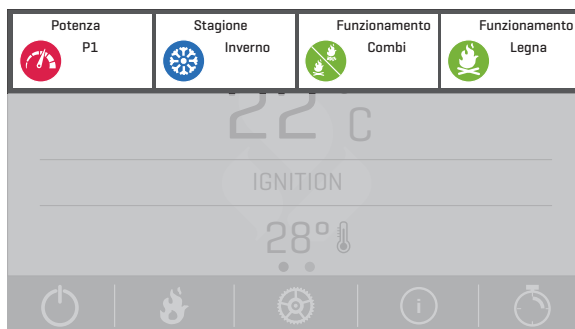 Potenza
P1
Stagione
Inverno
Funzionamento
Combi
Funzionamento
Legna
22°C
IGNITION
28°
i